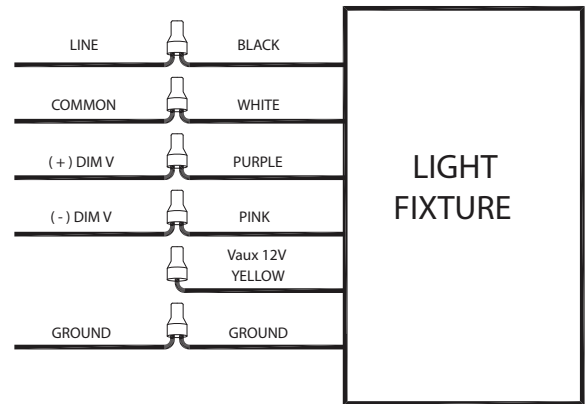 LINE BLACK
COMMON WHITE
( + ) DIM V PURPLE
( - ) DIM V PINK
Vaux 12V
YELLOW
GROUND GROUND
LIGHT
FIXTURE